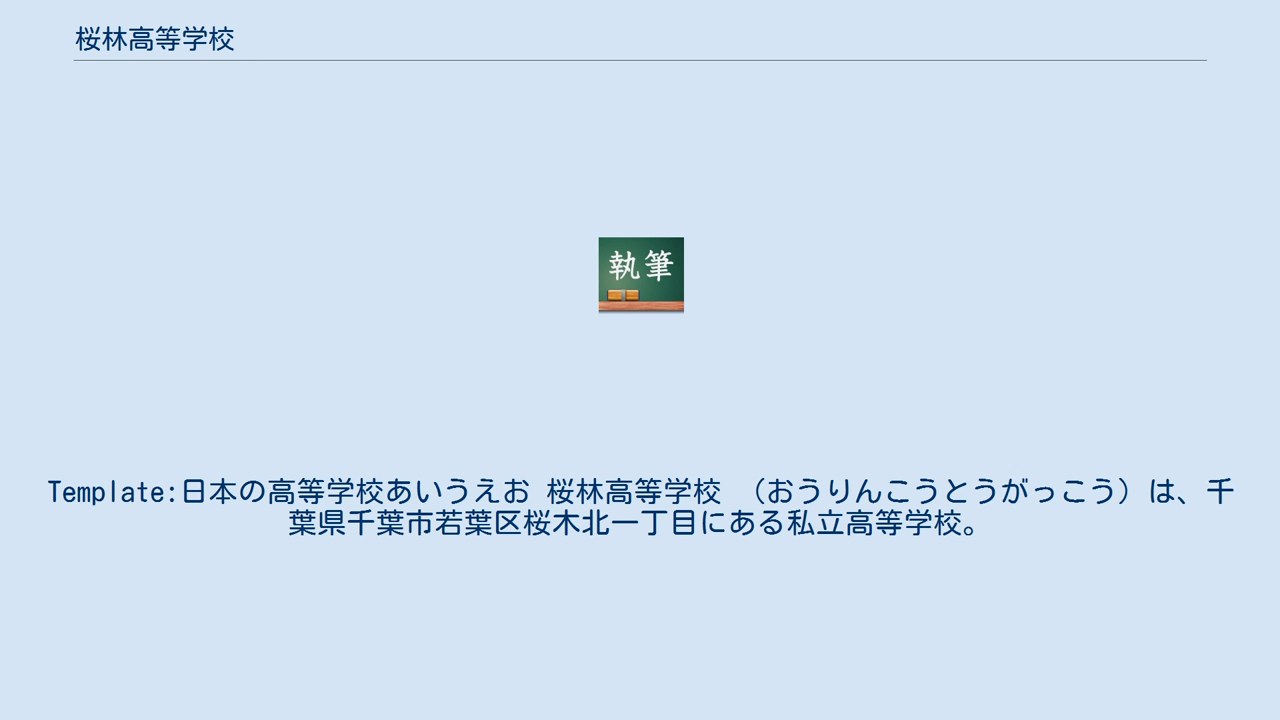 桜林高等学校
執筆
Template:日本の高等学校あいうえお 桜林高等学校 （おうりんこうとうがっこう）は、千
葉県千葉市若葉区桜木北一丁目にある私立高等学校。